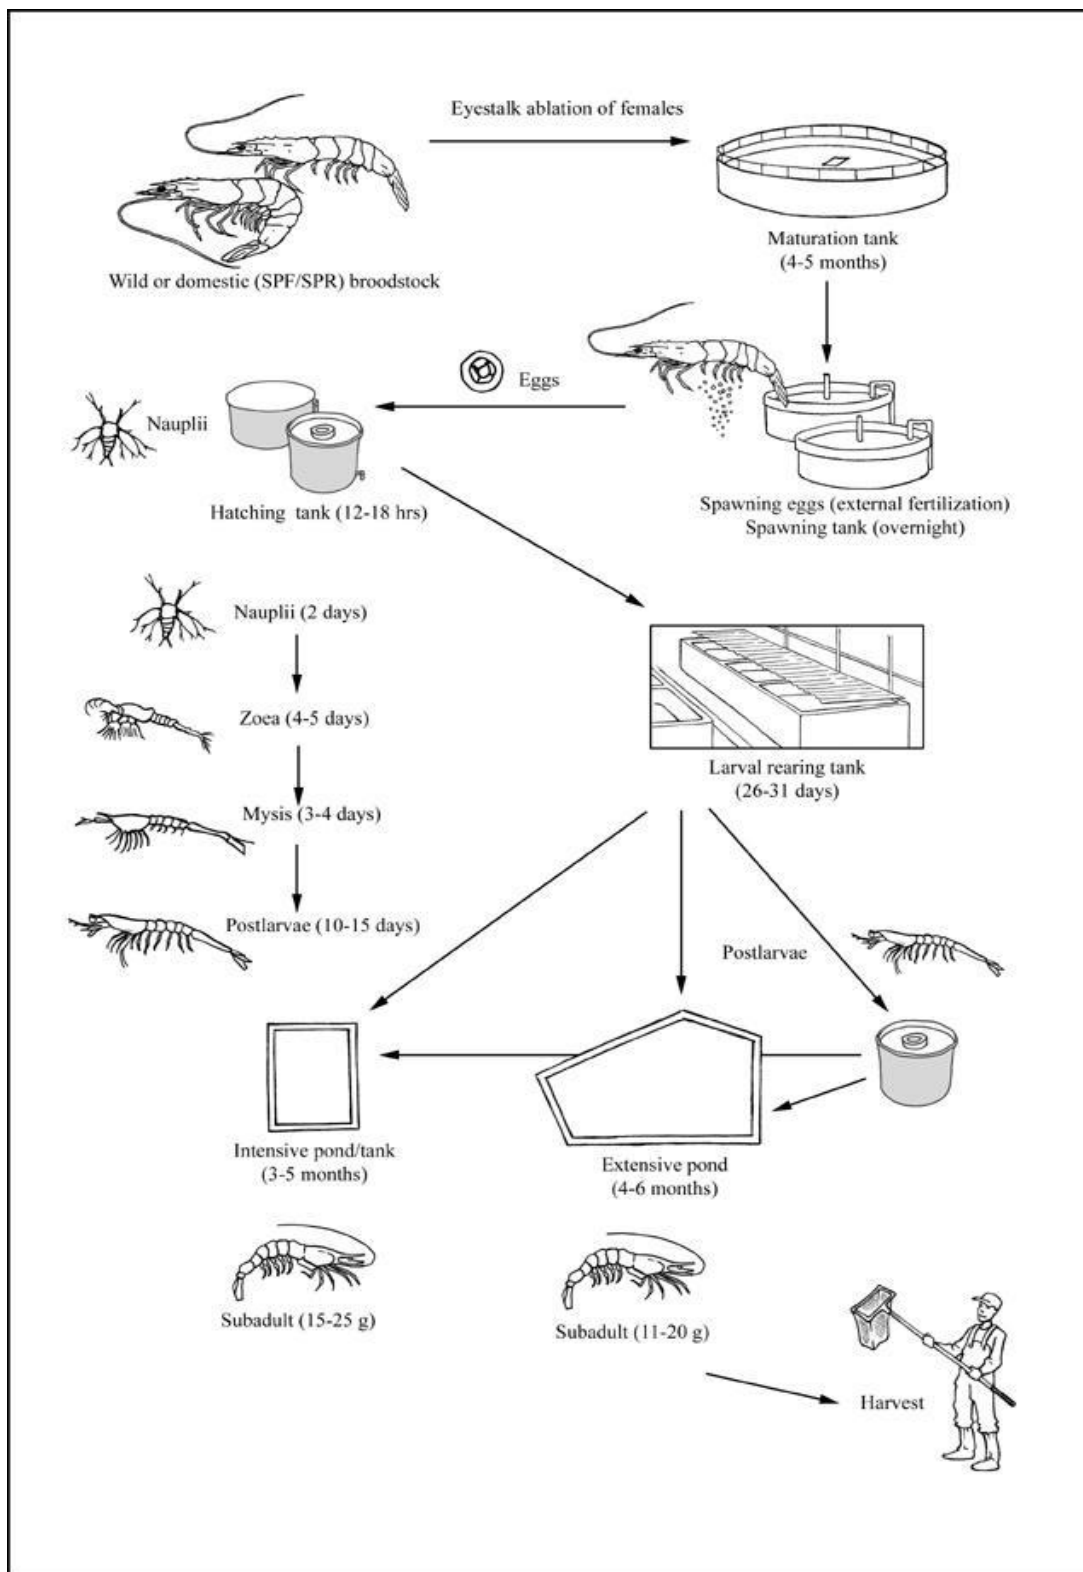 Eyestalk ablation of females
Maturation tank
(4-5 months)
Wild or domestic (SPF/SPR) broodstock
Eggs
Nauplii
Hatching  tank (12-18 hrs)
Spawning eggs (external fertilization)
Spawning tank (overnight)
Nauplii (2 days)
Zoea (4-5 days)
Mysis (3-4 days)
Postlarvae (10-15 days)
Larval rearing tank
(26-31 days)
Postlarvae
Intensive pond/tank
(3-5 months)
Extensive pond
(4-6 months)
Subadult (15-25 g)
Subadult (11-20 g)
Harvest